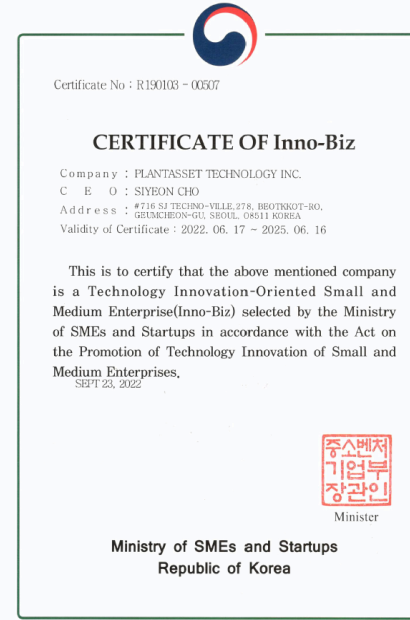 Certificate No : R190103 - 00507
CERTIFICATE OF Inno-Biz
Company : PLANTASSET TECHNOLOGY INC.
C E O : SIYEON CHO
Address : #716 SJ TECHNO-VILLE,278, BEOTKKOT-RO,
GEUMCHEON-GU, SEOUL, 08511 KOREA
Validity of Certificate : 2022. 06. 17 ~ 2025. 06. 16
This is to certify that the above mentioned company
is a Technology Innovation-Oriented Small and
Medium Enterprise(Inno-Biz) selected by the Ministry
of SMEs and Startups in accordance with the Act on
the Promotion of Technology Innovation of Small and
Medium Enterprises.
SEPT 23, 2022
중소벤처
기업부
장관인
Minister
Ministry of SMEs and Startups
Republic of Korea